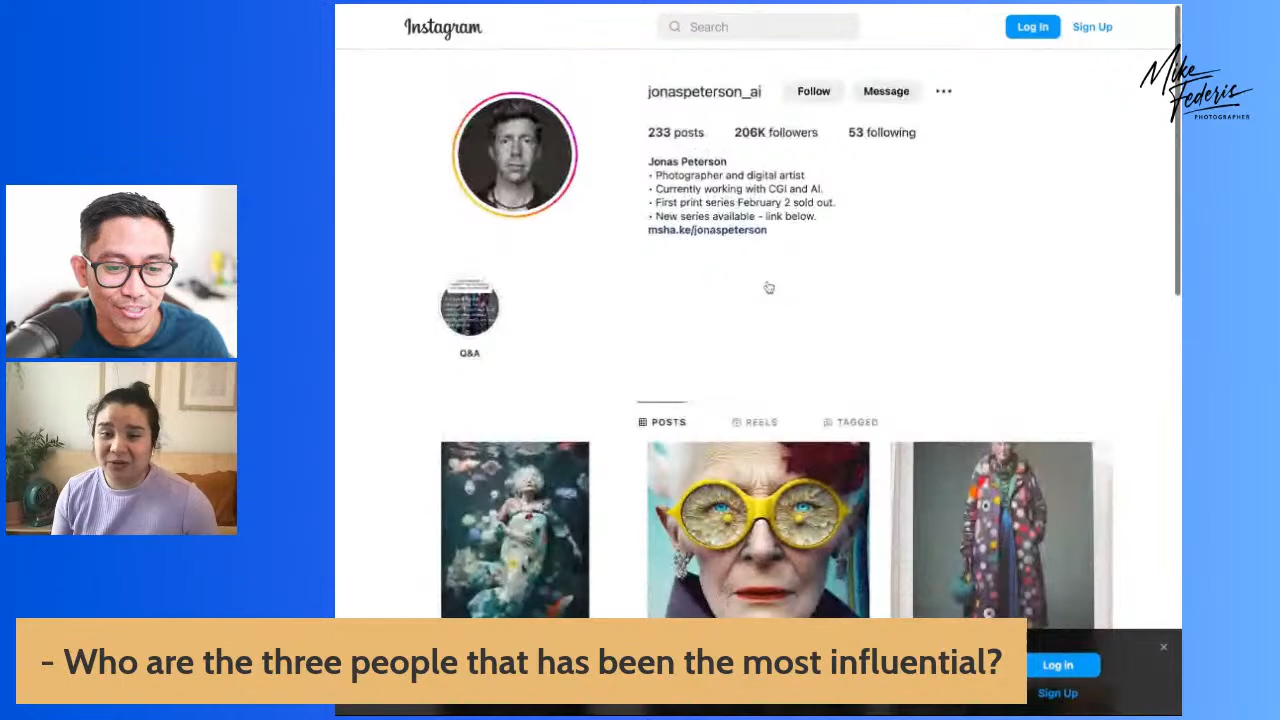 Instagram
Search
Log In
Sign Up
Mike
Federis
PHOTOGRAPHER
jonaspeterson_ai
Follow
Message
233 posts
206K followers
53 following
Jonas Peterson
• Photographer and digital artist
• Currently working with CGI and AI.
• First print series February 2 sold out.
• New series available - link below.
msha.ke/jonaspeterson
Q&A
POSTS
REELS
TAGGED
- Who are the three people that has been the most influential?
Log in
Sign Up